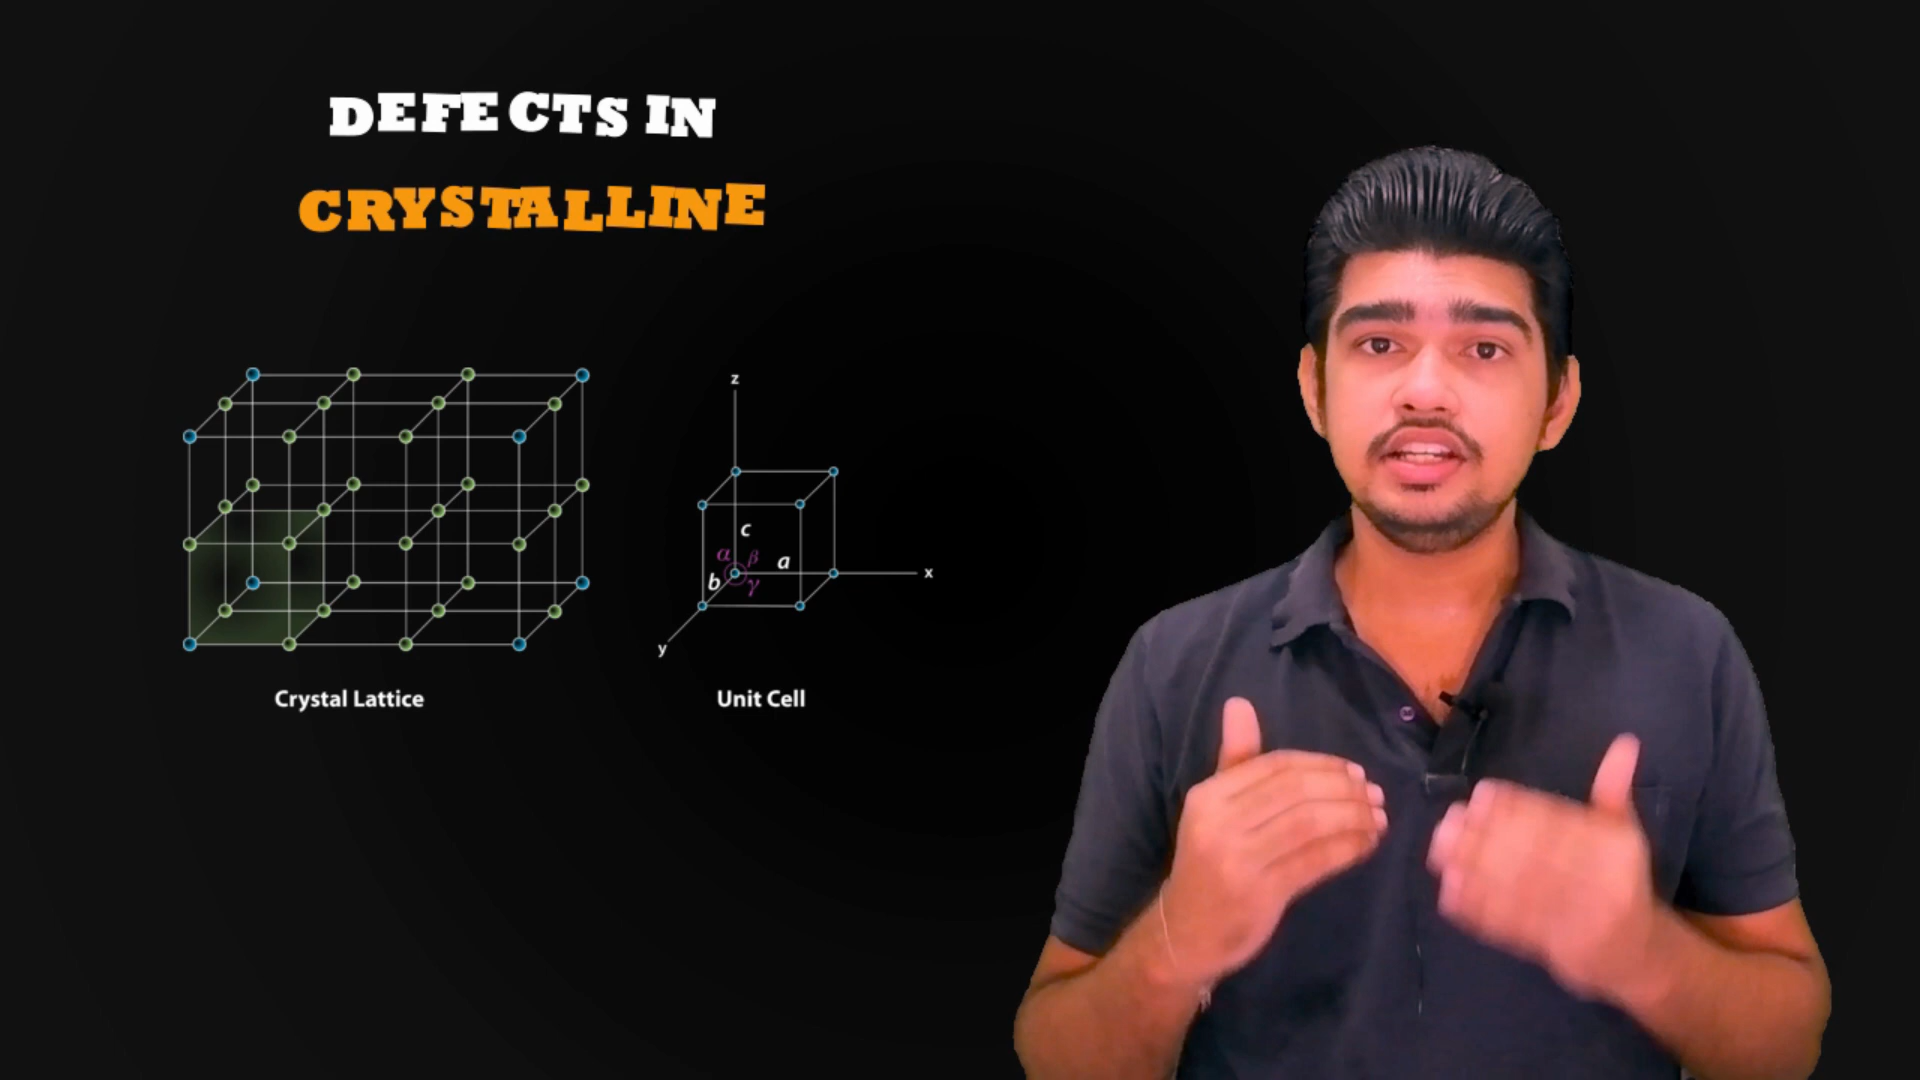 DEFECTS IN
CRYSTALLINE
z
c
α β
a
b
γ
x
y
Crystal Lattice
Unit Cell